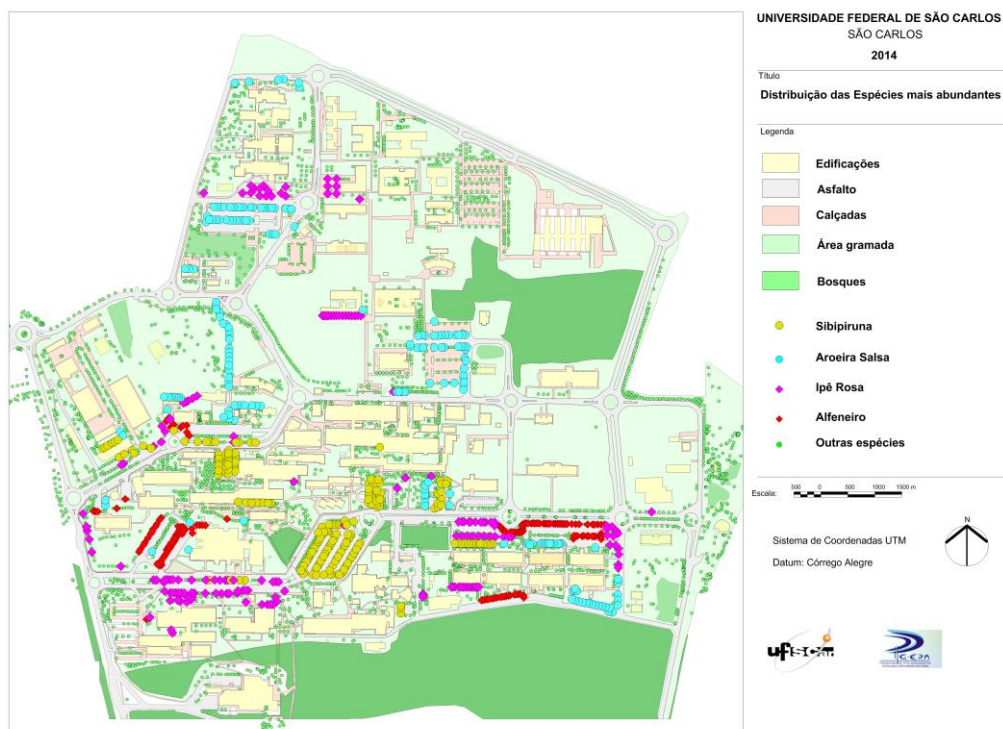 UNIVERSIDADE FEDERAL DE SÃO CARLOS
SÃO CARLOS
2014
Título
Distribuição das Espécies mais abundantes
Legenda
Edificações
Asfalto
Calçadas
Área gramada
Bosques
Sibipiruna
Aroeira Salsa
Ipê Rosa
Alfeneiro
Outras espécies
Escala: 500 0 500 1000 1500 m
Sistema de Coordenadas UTM
Datum: Córrego Alegre
N
ufscar